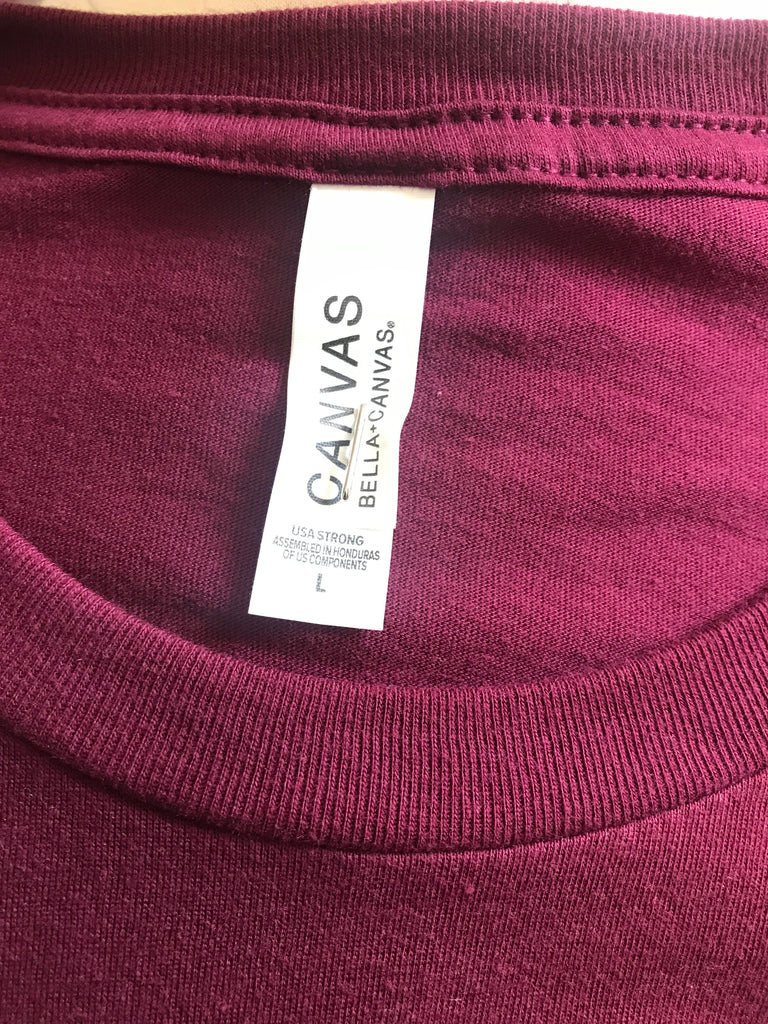 CANVAS
BELLA+CANVAS®
USA STRONG
ASSEMBLED IN HONDURAS
OF US COMPONENTS
L